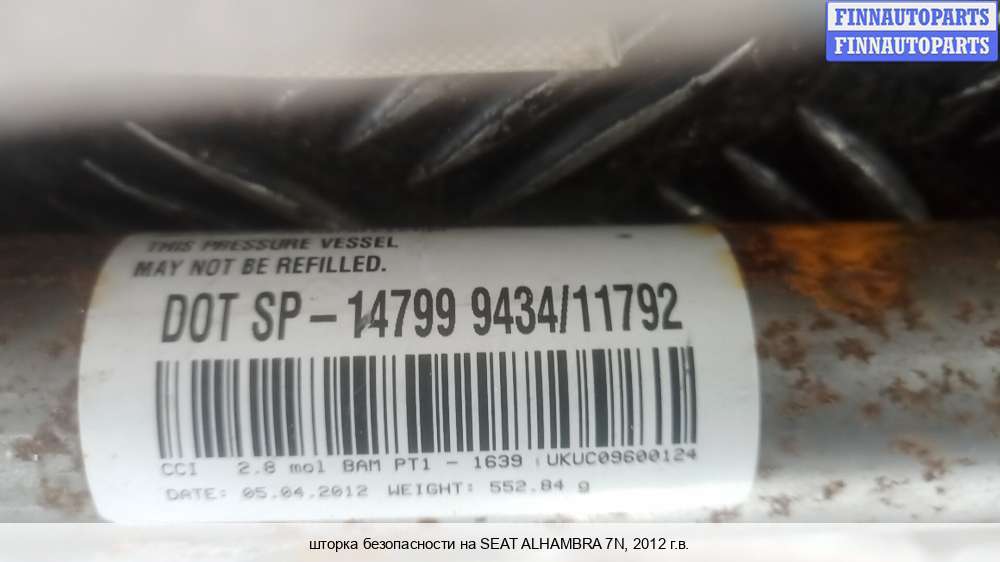 FINNAUTOPARTS
FINNAUTOPARTS
THIS PRESSURE VESSEL
MAY NOT BE REFILLED.
DOT SP – 14799 9434/11792
CCI 2.8 mol BAM PT1 - 1639 UKUC09600124
DATE: 05.04.2012 WEIGHT: 552.84 g
шторка безопасности на SEAT ALHAMBRA 7N, 2012 г.в.